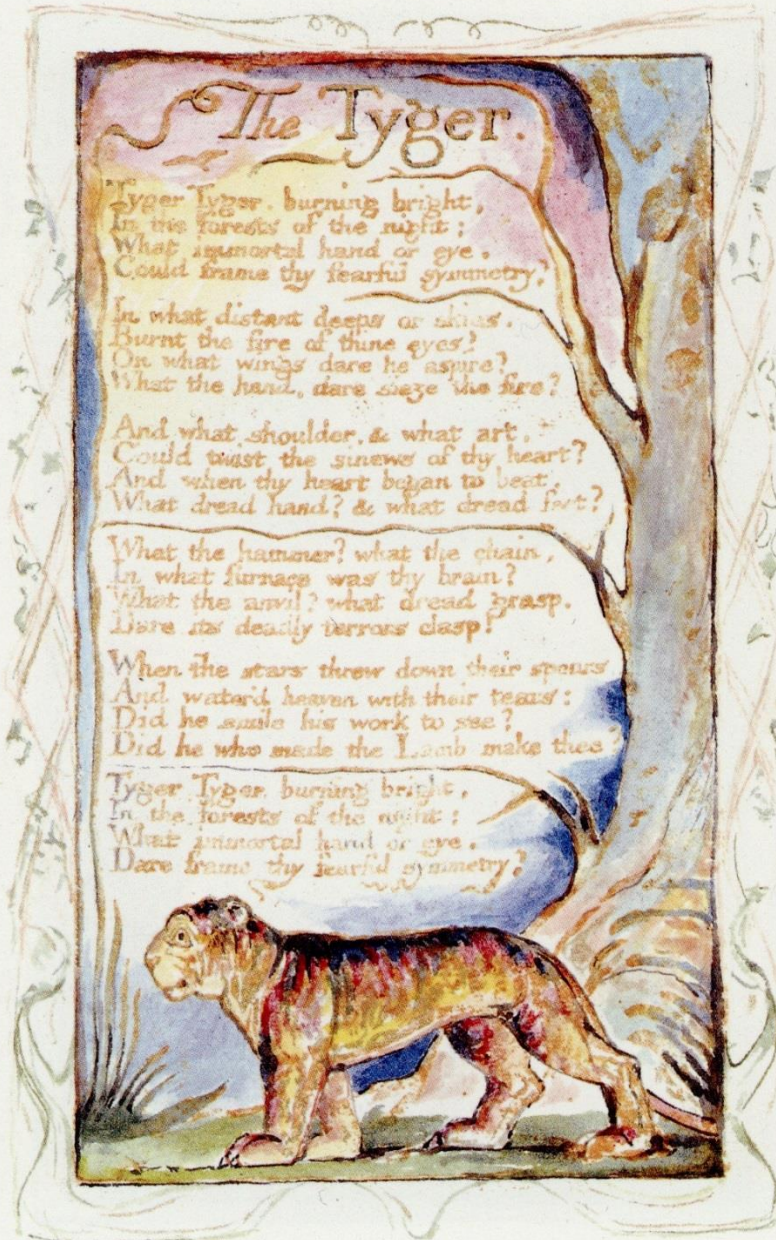 The Tyger.
Tyger Tyger. burning bright,
In the forests of the night;
What immortal hand or eye.
Could frame thy fearful symmetry?
In what distant deeps or skies.
Burnt the fire of thine eyes?
On what wings dare he aspire?
What the hand, dare sieze the fire?
And what shoulder, & what art,
Could twist the sinews of thy heart?
And when thy heart began to beat,
What dread hand? & what dread feet?
What the hammer? what the chain,
In what furnace was thy brain?
What the anvil? what dread grasp.
Dare its deadly terrors clasp!
When the stars threw down their spears
And water'd heaven with their tears:
Did he smile his work to see?
Did he who made the Lamb make thee?
Tyger Tyger burning bright,
In the forests of the night:
What immortal hand or eye.
Dare frame thy fearful symmetry?